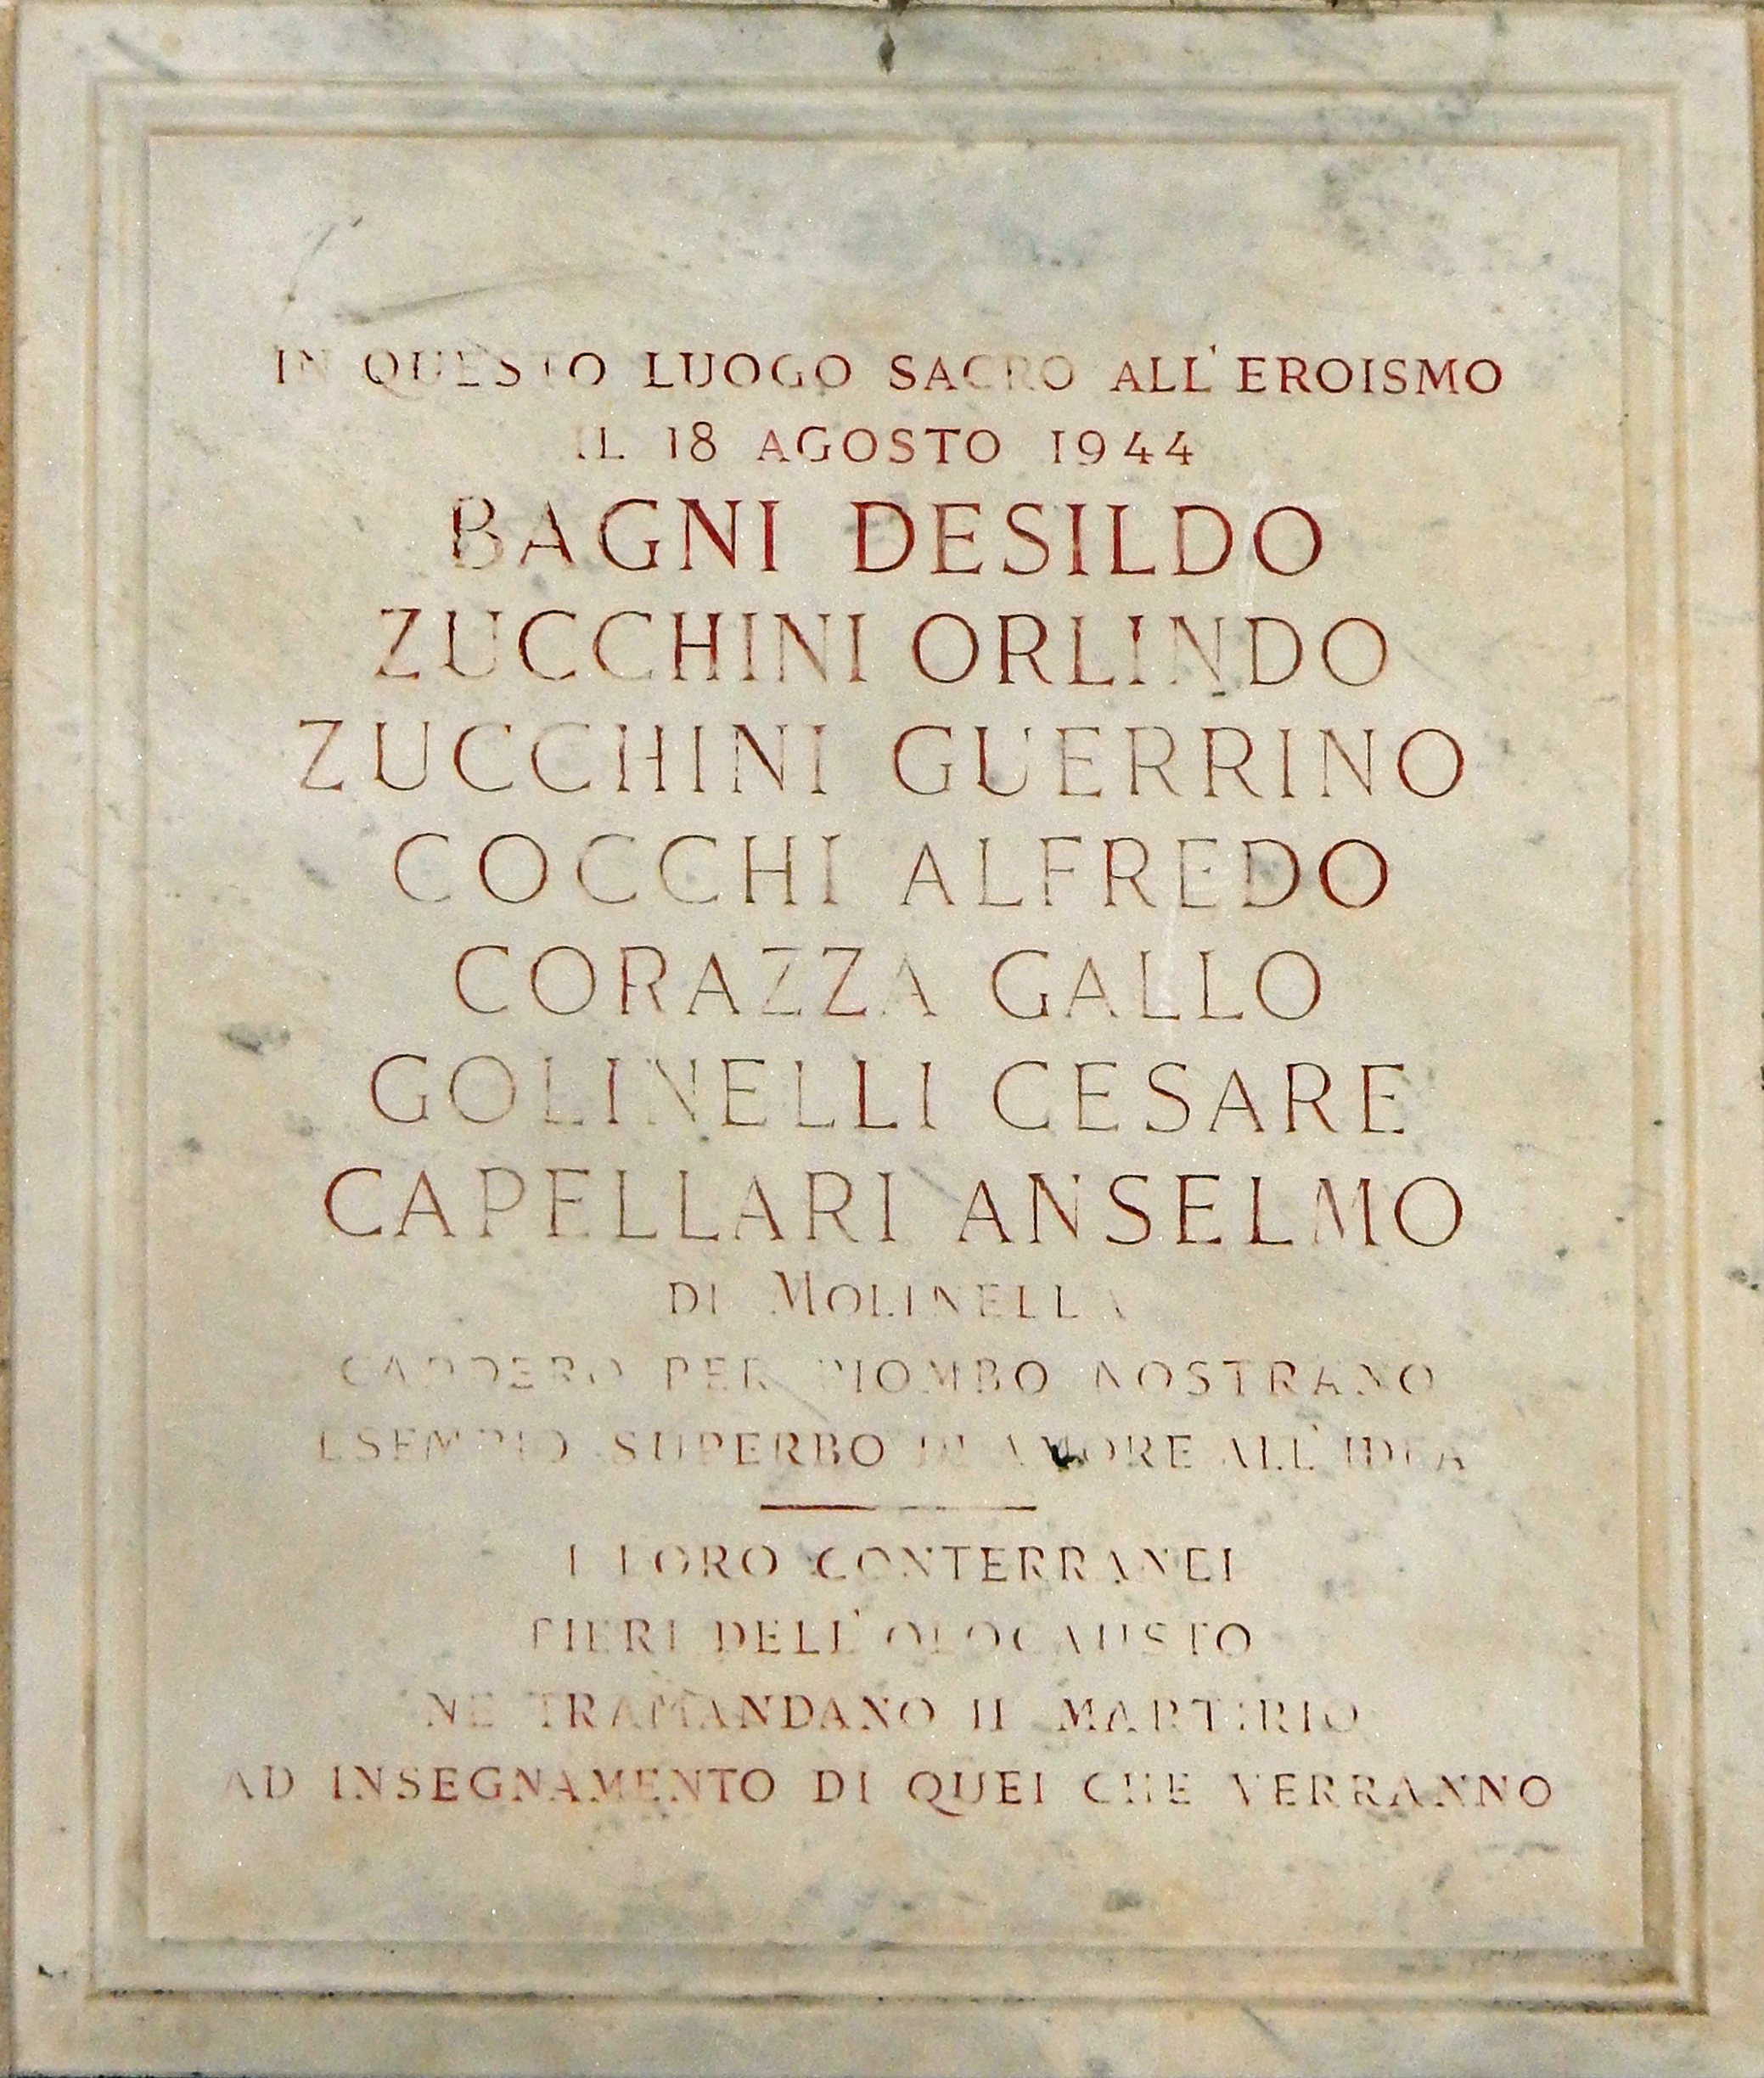 IN QUESTO LUOGO SACRO ALL'EROISMO
IL 18 AGOSTO 1944
BAGNI DESILDO
ZUCCHINI ORLINDO
ZUCCHINI GUERRINO
COCCHI ALFREDO
CORAZZA GALLO
GOLINELLI CESARE
CAPELLARI ANSELMO
DI MOLINELLA
CADDERO PER PIOMBO NOSTRANO
ESEMPIO SUPERBO DI AMORE ALL'IDEA
I LORO CONTERRANEI
FIERI DELL'OLOCAUSTO
NE TRAMANDANO IL MARTIRIO
AD INSEGNAMENTO DI QUEI CHE VERRANNO